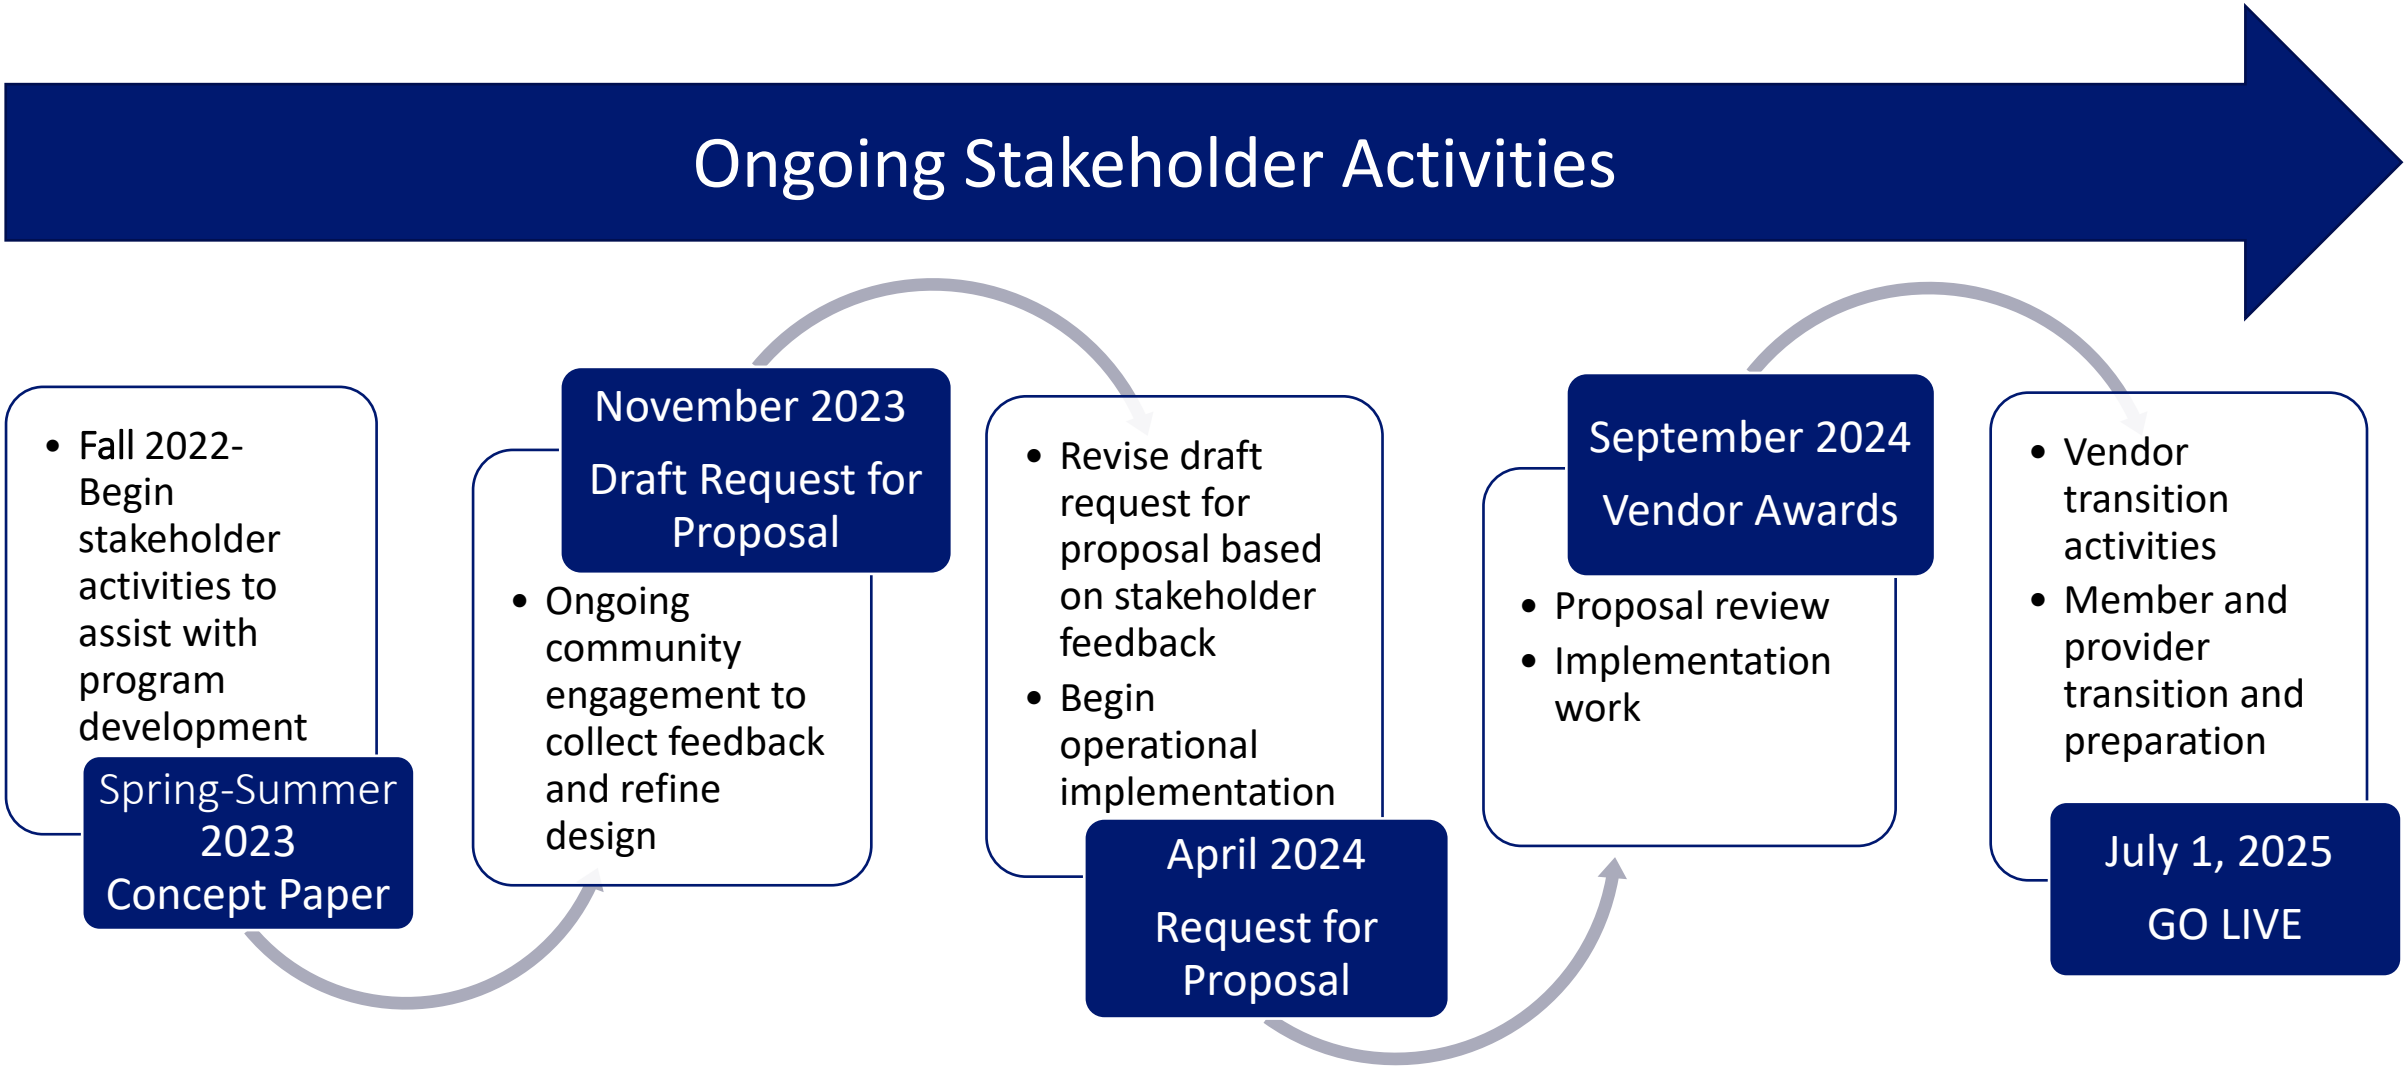 Ongoing Stakeholder Activities
• Fall 2022-
Begin
stakeholder
activities to
assist with
program
development
Spring-Summer
2023
Concept Paper
November 2023
Draft Request for
Proposal
• Ongoing
community
engagement to
collect feedback
and refine
design
• Revise draft
request for
proposal based
on stakeholder
feedback
• Begin
operational
implementation
April 2024
Request for
Proposal
September 2024
Vendor Awards
• Proposal review
• Implementation
work
• Vendor
transition
activities
• Member and
provider
transition and
preparation
July 1, 2025
GO LIVE